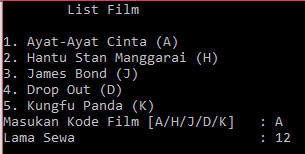 List Film
1. Ayat-Ayat Cinta (A)
2. Hantu Stan Manggarai (H)
3. James Bond (J)
4. Drop Out (D)
5. Kungfu Panda (K)
Masukan Kode Film [A/H/J/D/K] : A
Lama Sewa : 12